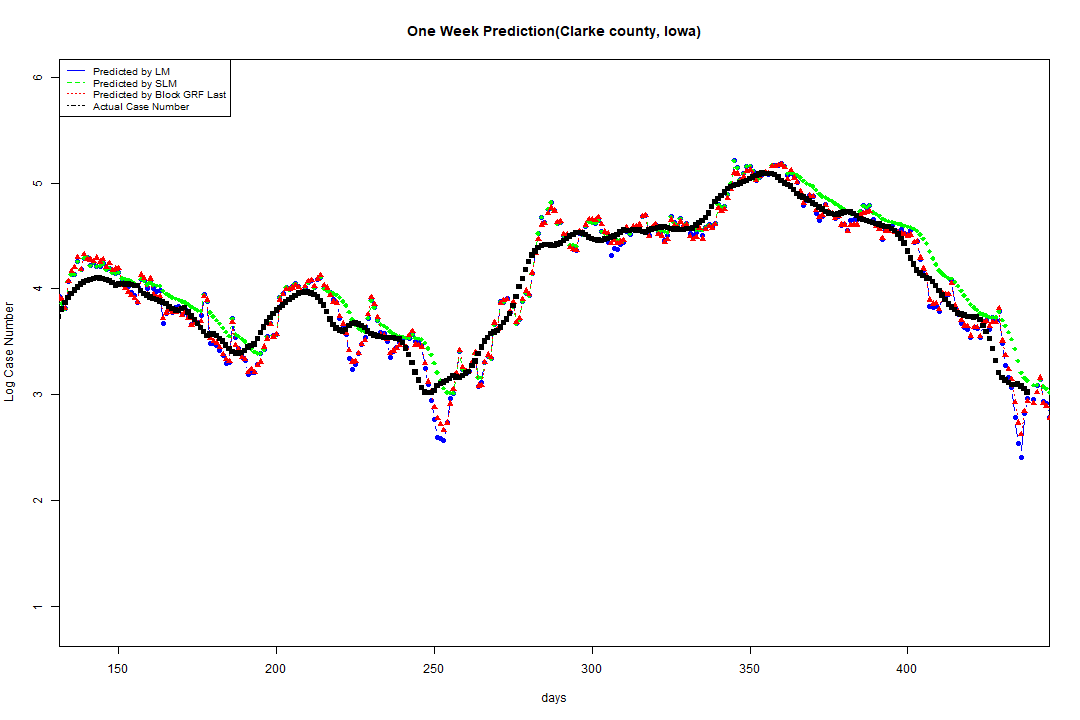 One Week Prediction(Clarke county, Iowa)
Predicted by LM
Predicted by SLM
Predicted by Block GRF Last
Actual Case Number
6
5
4
3
2
1
Log Case Number
150 200 250 300 350 400
days